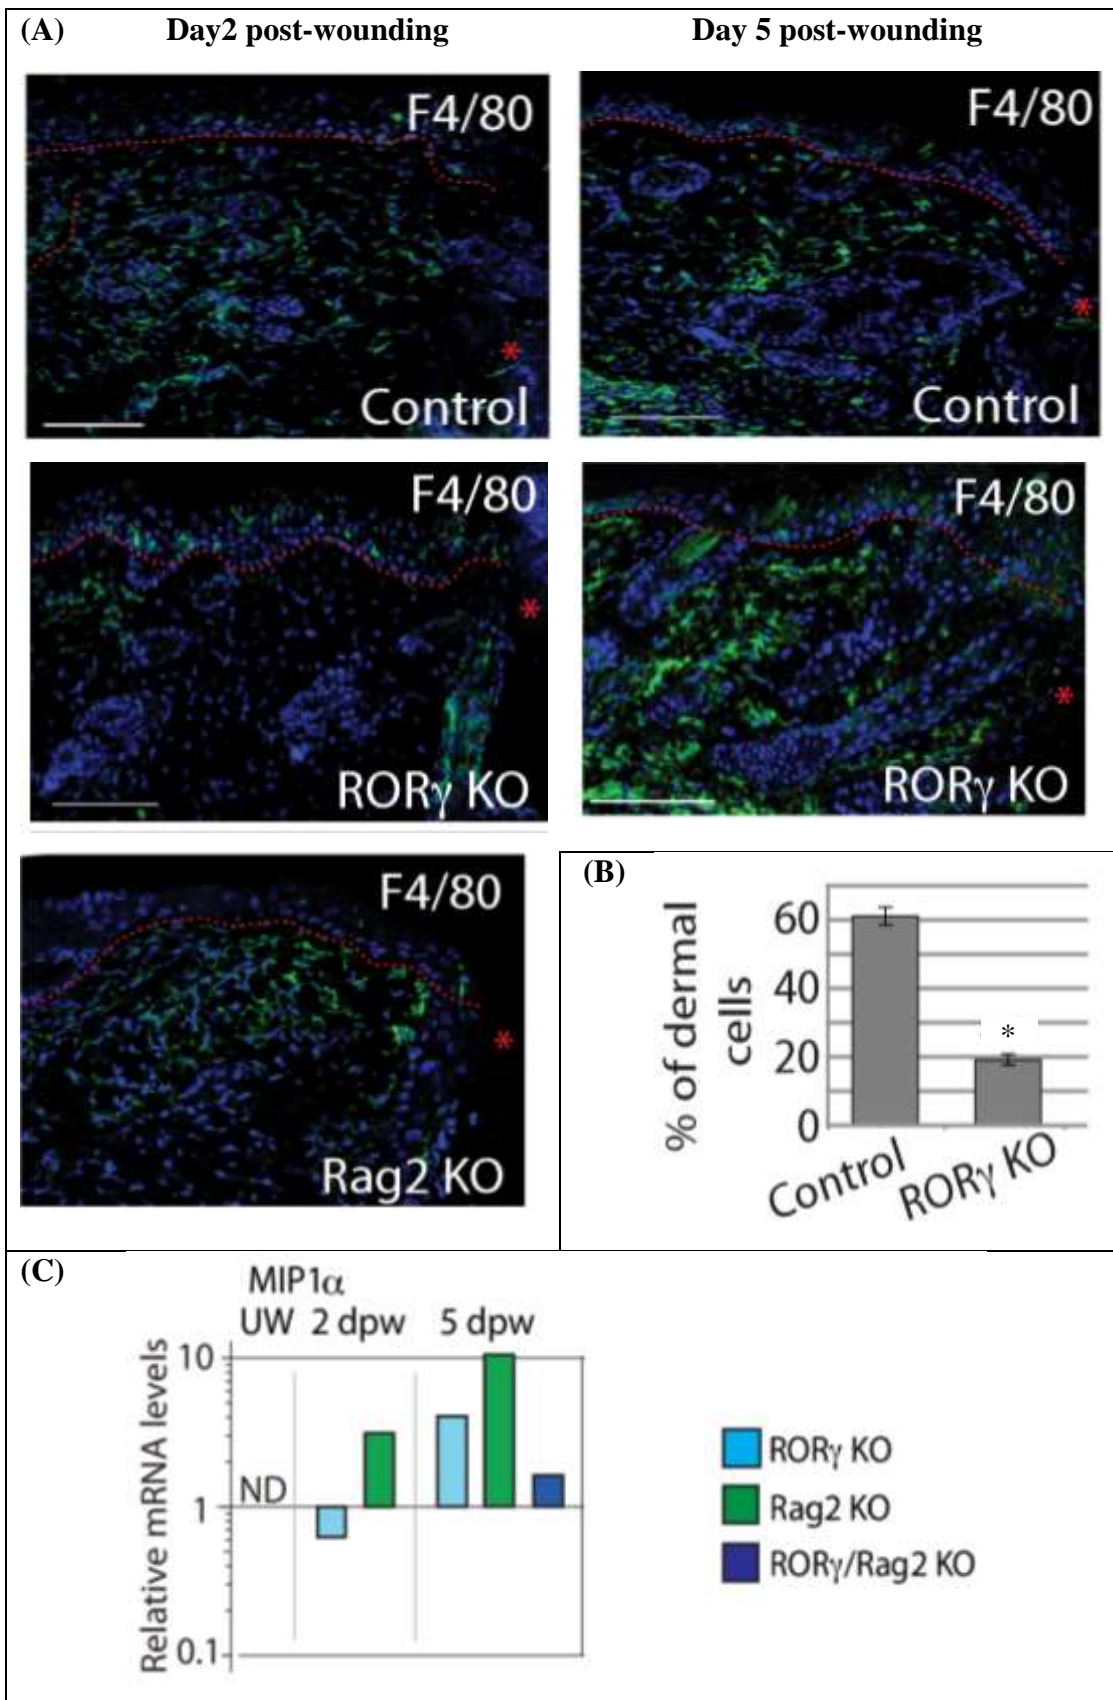 (A) Day2 post-wounding Day 5 post-wounding
F4/80 F4/80
* *
Control Control
F4/80 F4/80
* *
RORγ KO RORγ KO
F4/80
*
Rag2 KO
(B)
% of dermal
cells
60
40
20
0
*
Control RORγ KO
(C)
MIP1α
UW 2 dpw 5 dpw
Relative mRNA levels
10
ND
1
0.1
RORγ KO
Rag2 KO
RORγ/Rag2 KO